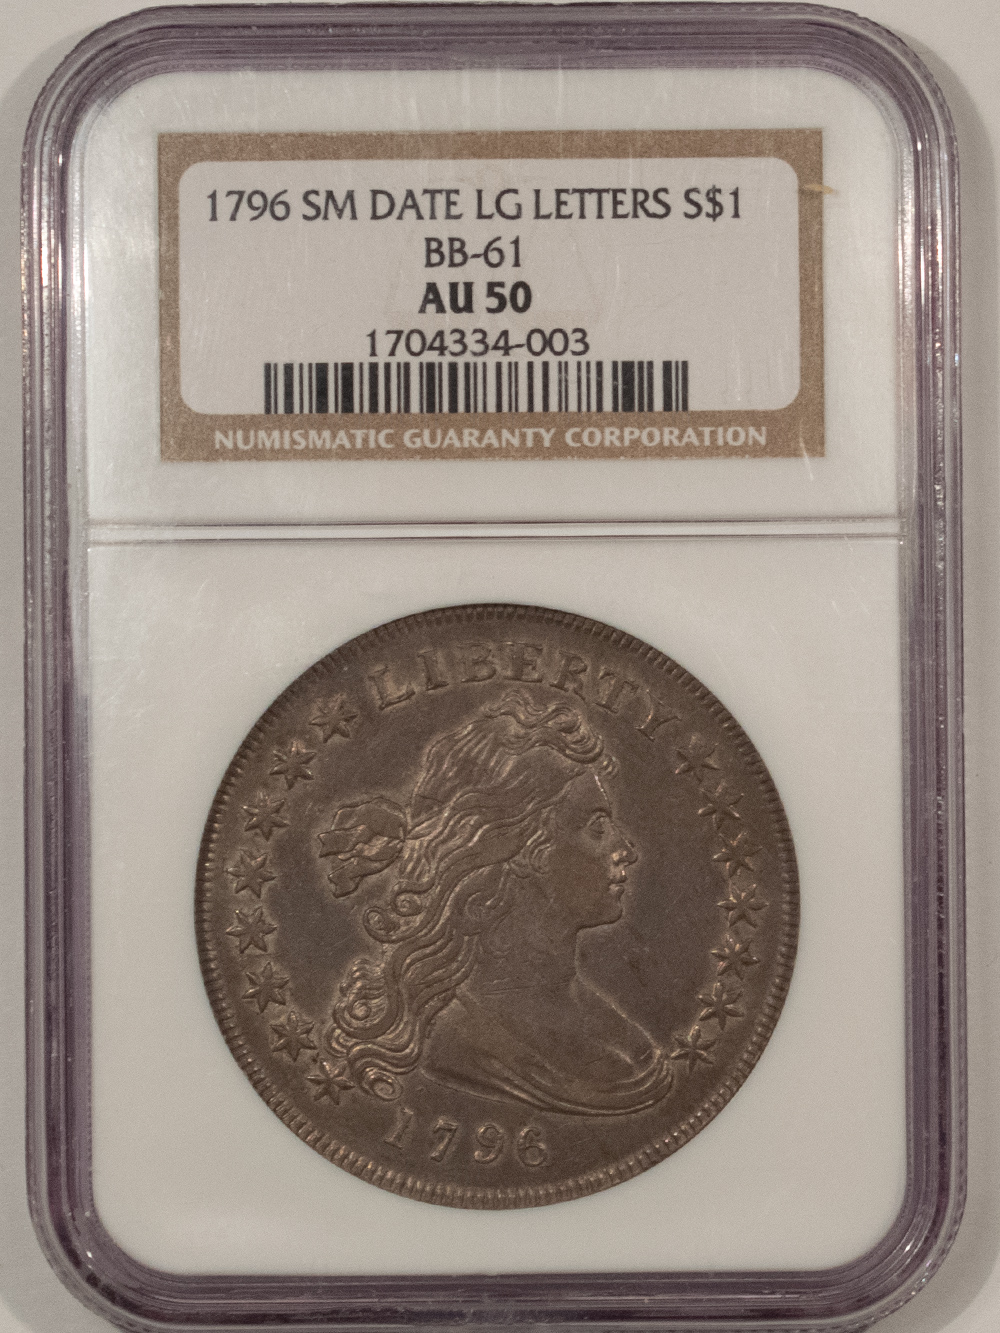 1796 SM DATE LG LETTERS S$1
BB-61
AU 50
1704334-003
NUMISMATIC GUARANTY CORPORATION
LIBERTY
1796